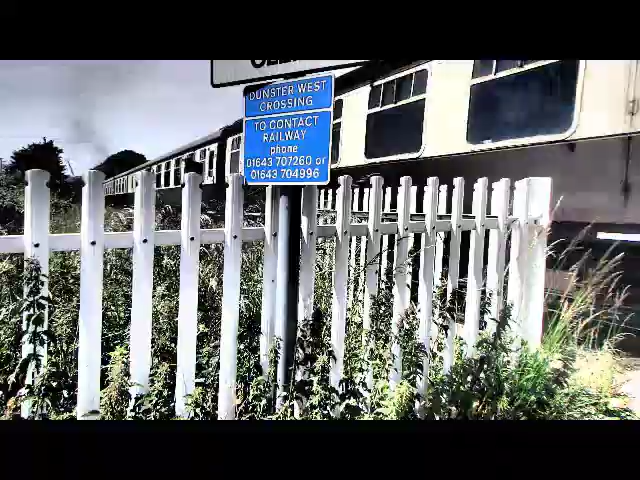 DUNSTER WEST
CROSSING
TO CONTACT
RAILWAY
phone
01643 707260 or
01643 704996